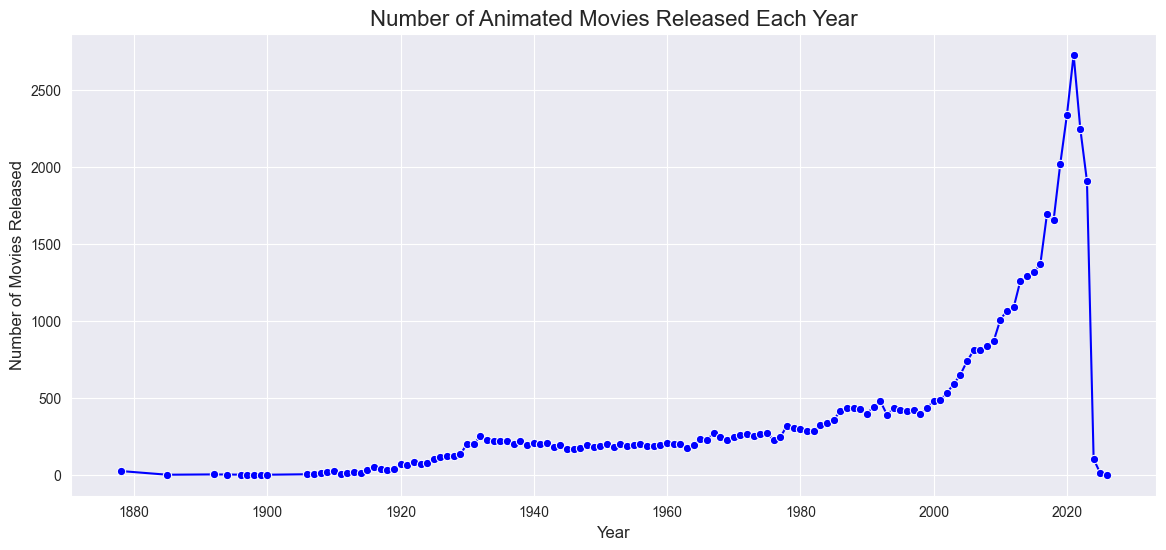 Number of Animated Movies Released Each Year
Number of Movies Released
2500
2000
1500
1000
500
0
1880 1900 1920 1940 1960 1980 2000 2020
Year